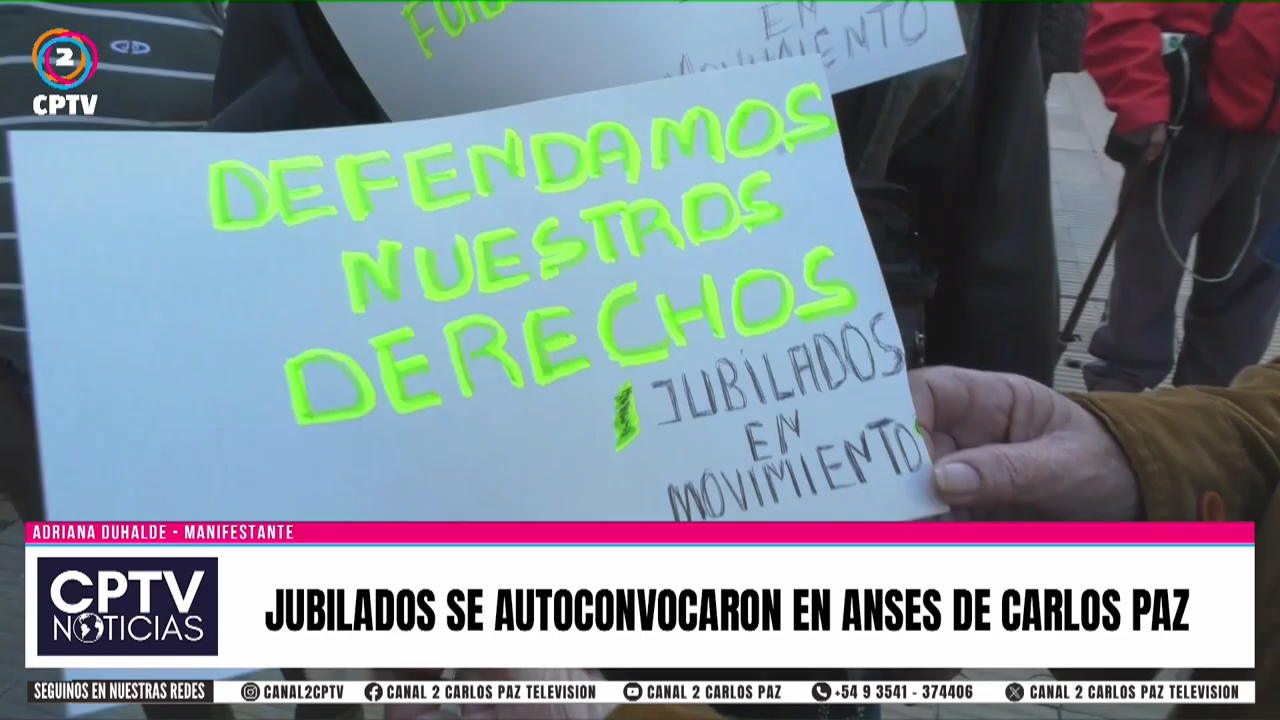 2
CPTV
EN
MOVIMIENTO
DEFENDAMOS
NUESTROS
DERECHOS
JUBILADOS
EN
MOVIMIENTO
ADRIANA DUHALDE - MANIFESTANTE
CPTV
NOTICIAS
JUBILADOS SE AUTOCONVOCARON EN ANSES DE CARLOS PAZ
SEGUINOS EN NUESTRAS REDES CANAL2CPTV CANAL 2 CARLOS PAZ TELEVISION CANAL 2 CARLOS PAZ +54 9 3541 - 374406 CANAL 2 CARLOS PAZ TELEVISION